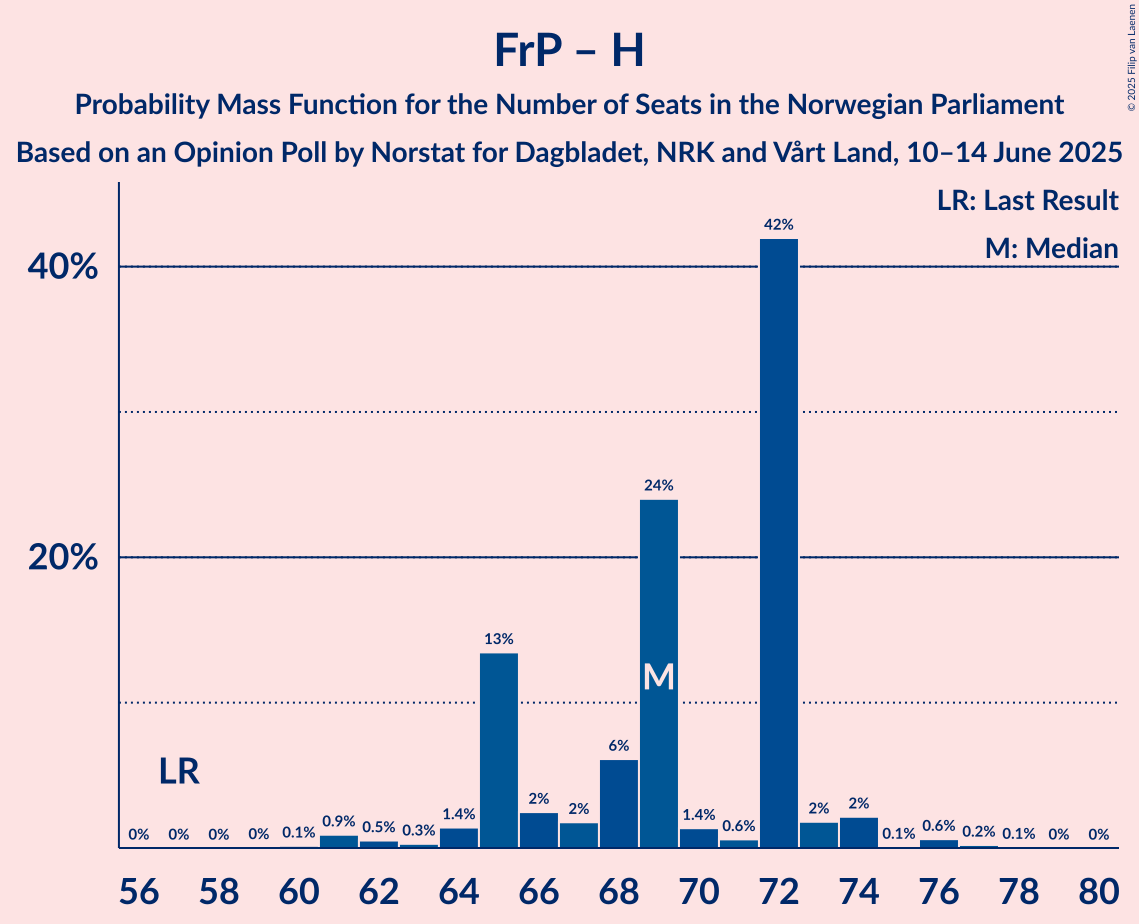 FrP – H
Probability Mass Function for the Number of Seats in the Norwegian Parliament
Based on an Opinion Poll by Norstat for Dagbladet, NRK and Vårt Land, 10–14 June 2025
© 2025 Filip van Laenen
LR: Last Result
M: Median
40%
20%
0% 0% 0% 0% 0.1% 0.9% 0.5% 0.3% 1.4% 13% 2% 2% 6% 24% 1.4% 0.6% 42% 2% 2% 0.1% 0.6% 0.2% 0.1% 0% 0%
LR
M
56 58 60 62 64 66 68 70 72 74 76 78 80